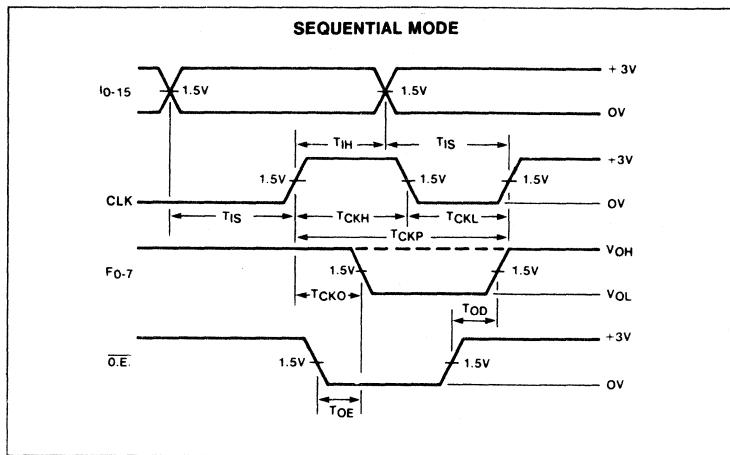 SEQUENTIAL MODE
+3V
I0-15
1.5V
1.5V
0V
TIH
TIS
+3V
1.5V
1.5V
1.5V
CLK
0V
TIS
TCKH
TCKL
TCKP
VOH
F0-7
1.5V
1.5V
TCKO
VOL
TOD
+3V
O.E.
1.5V
1.5V
0V
TOE